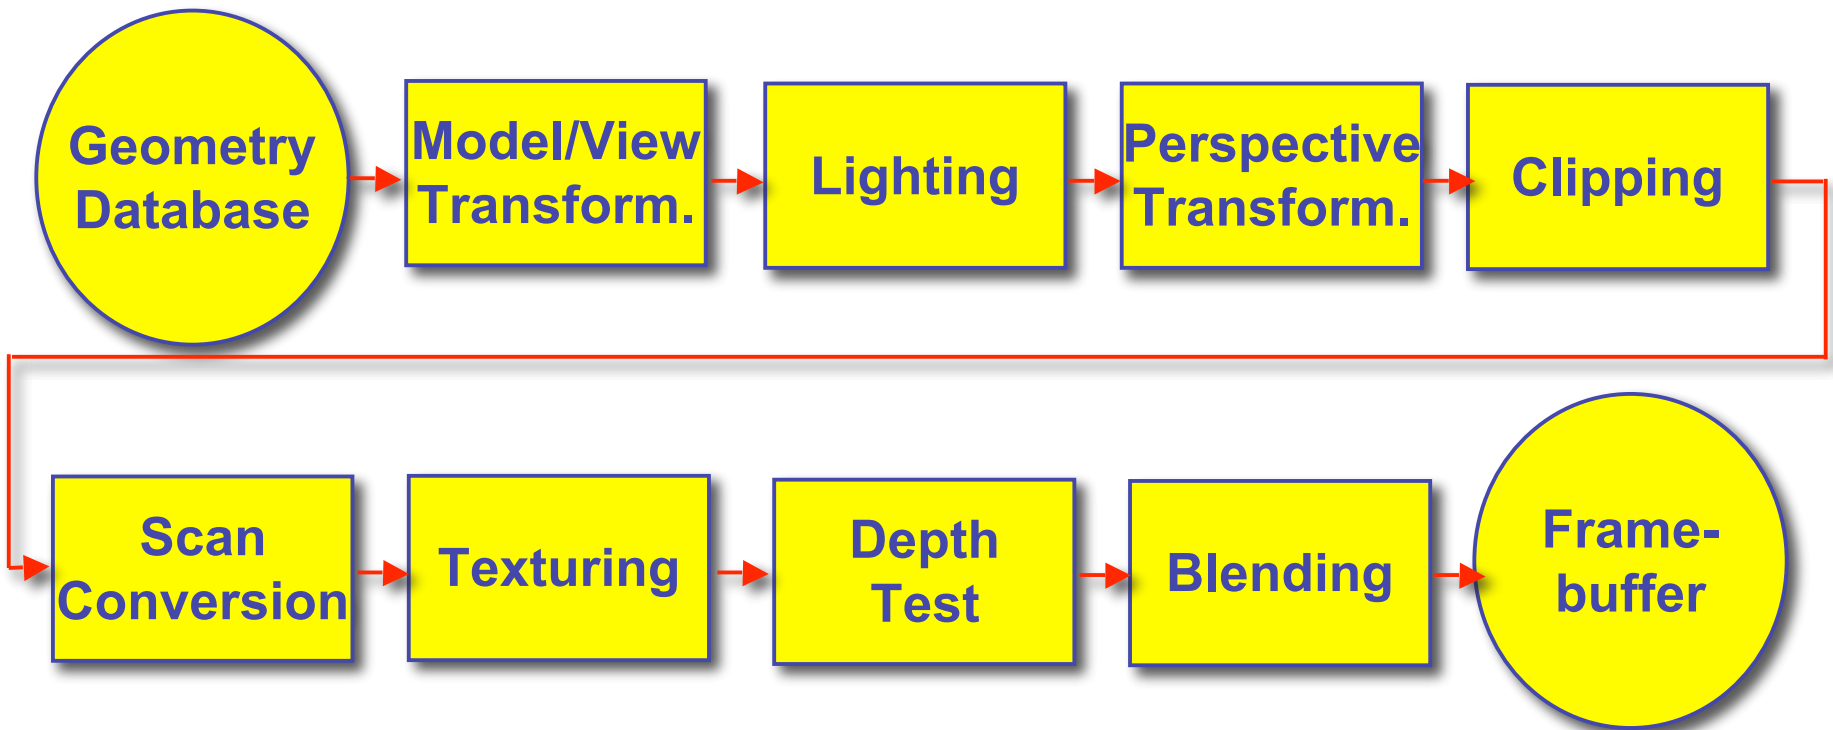 Geometry
Database
Model/View
Transform.
Lighting
Perspective
Transform.
Clipping
Scan
Conversion
Texturing
Depth
Test
Blending
Frame-
buffer